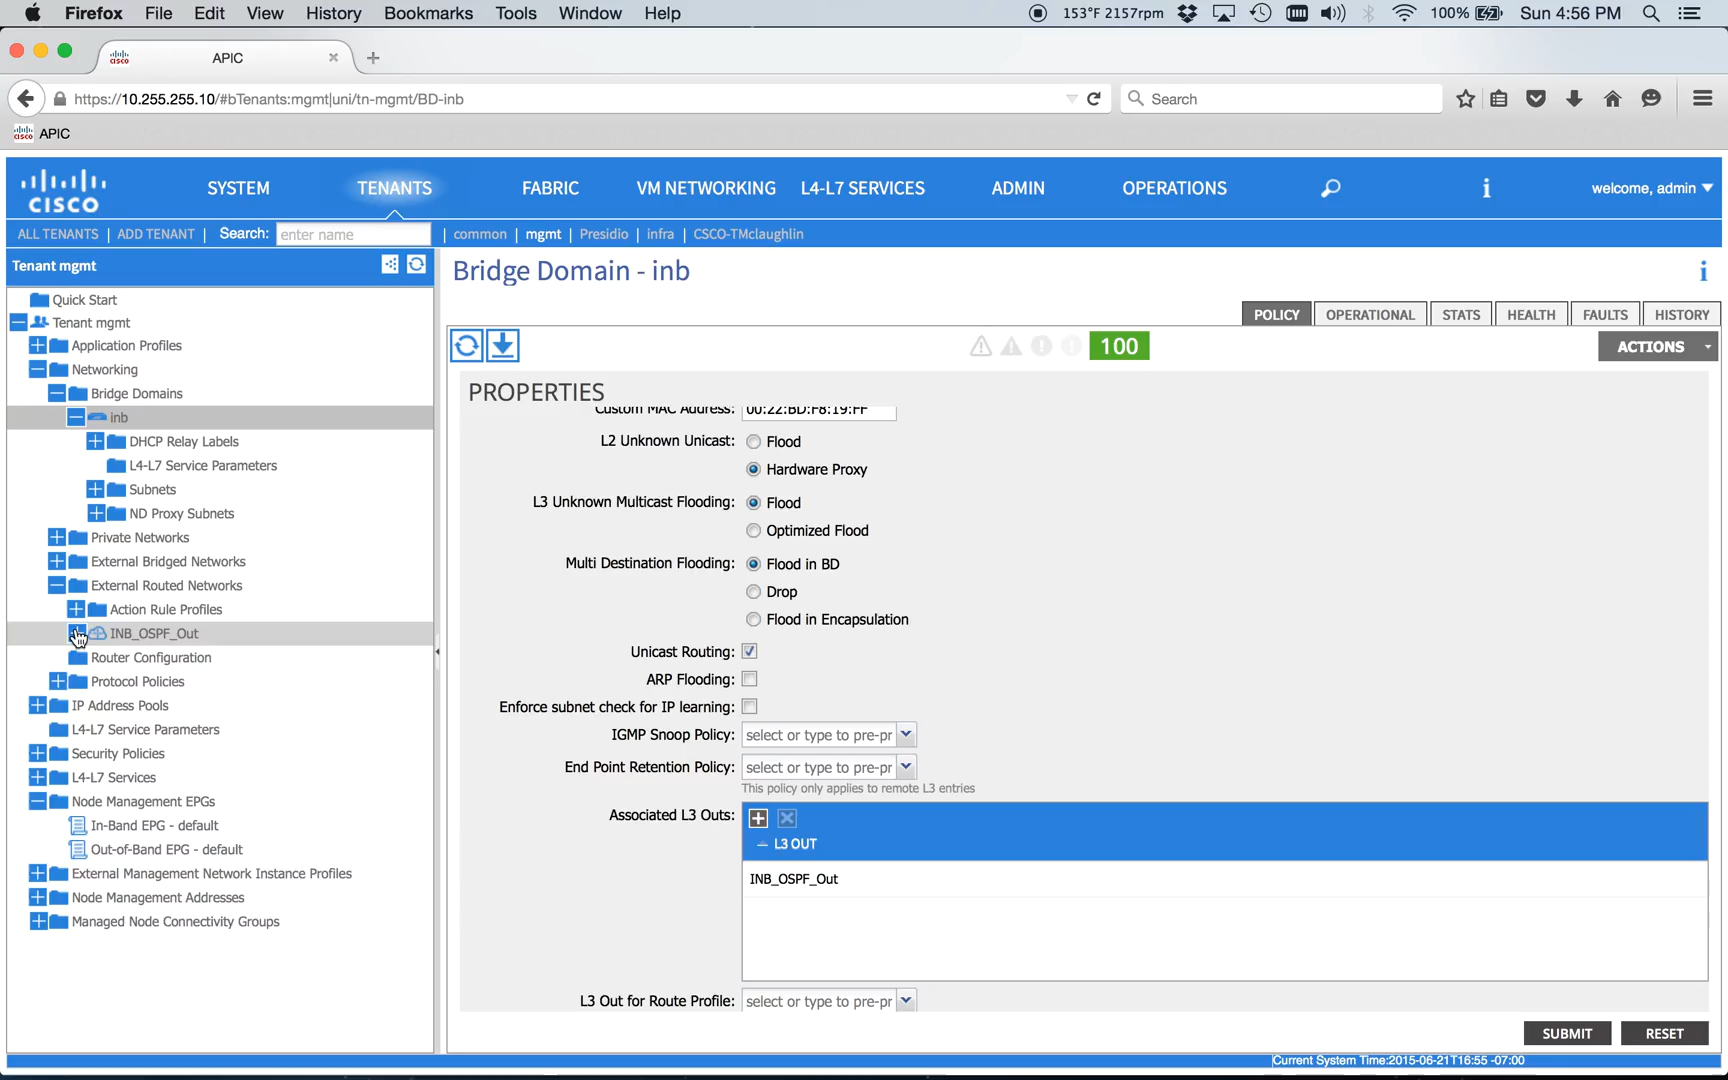 Firefox File Edit View History Bookmarks Tools Window Help 153°F 2157rpm 100% Sun 4:56 PM
cisco APIC
https://10.255.255.10/#bTenants:mgmt|uni/tn-mgmt/BD-inb Search
cisco APIC
CISCO SYSTEM TENANTS FABRIC VM NETWORKING L4-L7 SERVICES ADMIN OPERATIONS i welcome, admin
ALL TENANTS | ADD TENANT | Search: enter name | common | mgmt | Presidio | infra | CSCO-TMclaughlin
Tenant mgmt
Quick Start
Tenant mgmt
Application Profiles
Networking
Bridge Domains
inb
DHCP Relay Labels
L4-L7 Service Parameters
Subnets
ND Proxy Subnets
Private Networks
External Bridged Networks
External Routed Networks
Action Rule Profiles
INB_OSPF_Out
Router Configuration
Protocol Policies
IP Address Pools
L4-L7 Service Parameters
Security Policies
L4-L7 Services
Node Management EPGs
In-Band EPG - default
Out-of-Band EPG - default
External Management Network Instance Profiles
Node Management Addresses
Managed Node Connectivity Groups
Bridge Domain - inb i
POLICY OPERATIONAL STATS HEALTH FAULTS HISTORY
100 ACTIONS
PROPERTIES
Custom MAC Address: 00:22:BD:F8:19:FF
L2 Unknown Unicast: Flood
Hardware Proxy
L3 Unknown Multicast Flooding: Flood
Optimized Flood
Multi Destination Flooding: Flood in BD
Drop
Flood in Encapsulation
Unicast Routing:
ARP Flooding:
Enforce subnet check for IP learning:
IGMP Snoop Policy: select or type to pre-pr
End Point Retention Policy: select or type to pre-pr
This policy only applies to remote L3 entries
Associated L3 Outs:
L3 OUT
INB_OSPF_Out
L3 Out for Route Profile: select or type to pre-pr
SUBMIT RESET
Current System Time:2015-06-21T16:55 -07:00